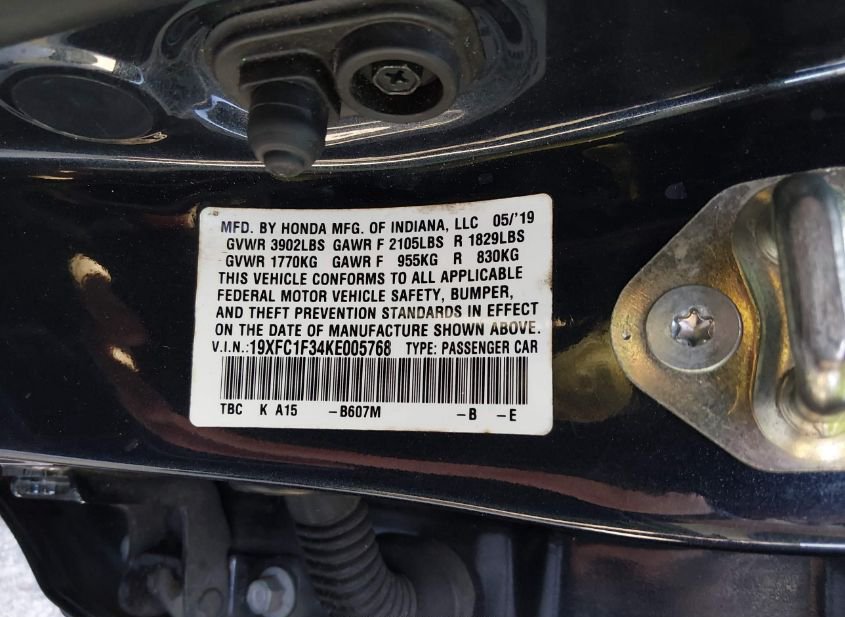 MFD. BY HONDA MFG. OF INDIANA, LLC 05/'19
GVWR 3902LBS GAWR F 2105LBS R 1829LBS
GVWR 1770KG GAWR F 955KG R 830KG
THIS VEHICLE CONFORMS TO ALL APPLICABLE
FEDERAL MOTOR VEHICLE SAFETY, BUMPER,
AND THEFT PREVENTION STANDARDS IN EFFECT
ON THE DATE OF MANUFACTURE SHOWN ABOVE.
V.I.N.:19XFC1F34KE005768 TYPE: PASSENGER CAR
TBC K A15 -B607M -B -E